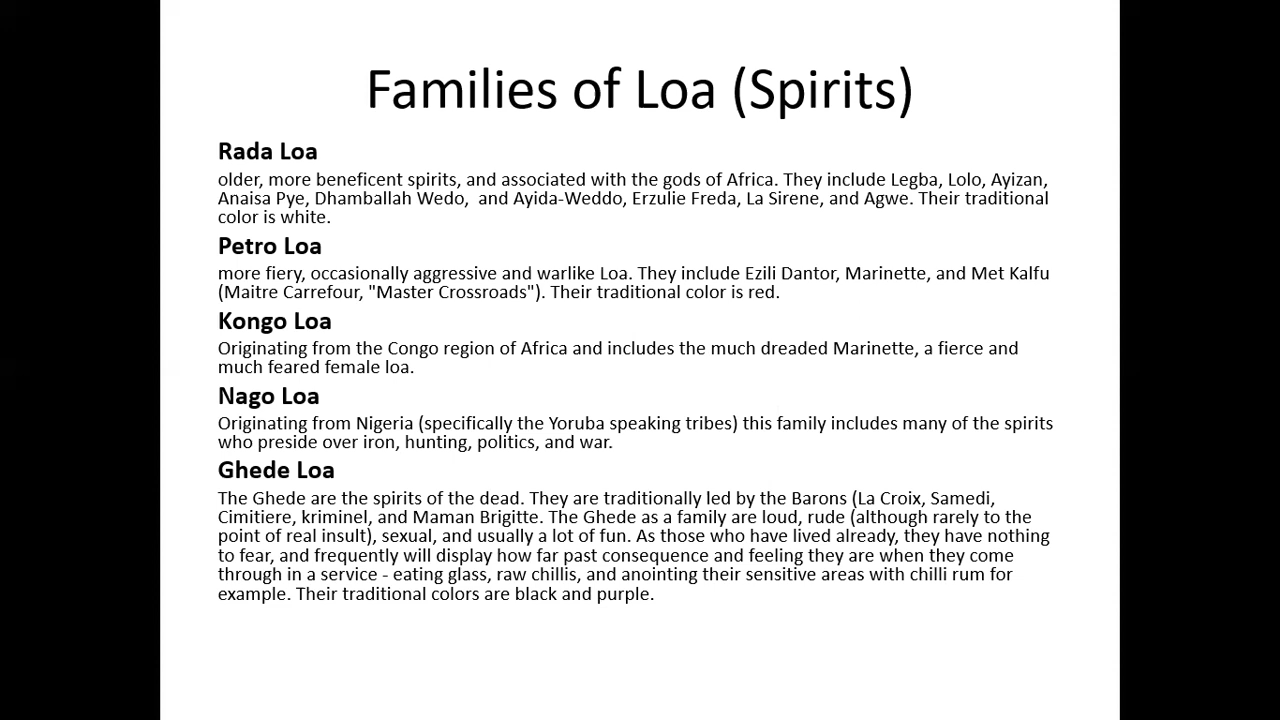 Families of Loa (Spirits)
Rada Loa
older, more beneficent spirits, and associated with the gods of Africa. They include Legba, Lolo, Ayizan,
Anaisa Pye, Dhamballah Wedo,  and Ayida-Weddo, Erzulie Freda, La Sirene, and Agwe. Their traditional
color is white.
Petro Loa
more fiery, occasionally aggressive and warlike Loa. They include Ezili Dantor, Marinette, and Met Kalfu
(Maitre Carrefour, "Master Crossroads"). Their traditional color is red.
Kongo Loa
Originating from the Congo region of Africa and includes the much dreaded Marinette, a fierce and
much feared female loa.
Nago Loa
Originating from Nigeria (specifically the Yoruba speaking tribes) this family includes many of the spirits
who preside over iron, hunting, politics, and war.
Ghede Loa
The Ghede are the spirits of the dead. They are traditionally led by the Barons (La Croix, Samedi,
Cimitiere, kriminel, and Maman Brigitte. The Ghede as a family are loud, rude (although rarely to the
point of real insult), sexual, and usually a lot of fun. As those who have lived already, they have nothing
to fear, and frequently will display how far past consequence and feeling they are when they come
through in a service - eating glass, raw chillis, and anointing their sensitive areas with chilli rum for
example. Their traditional colors are black and purple.